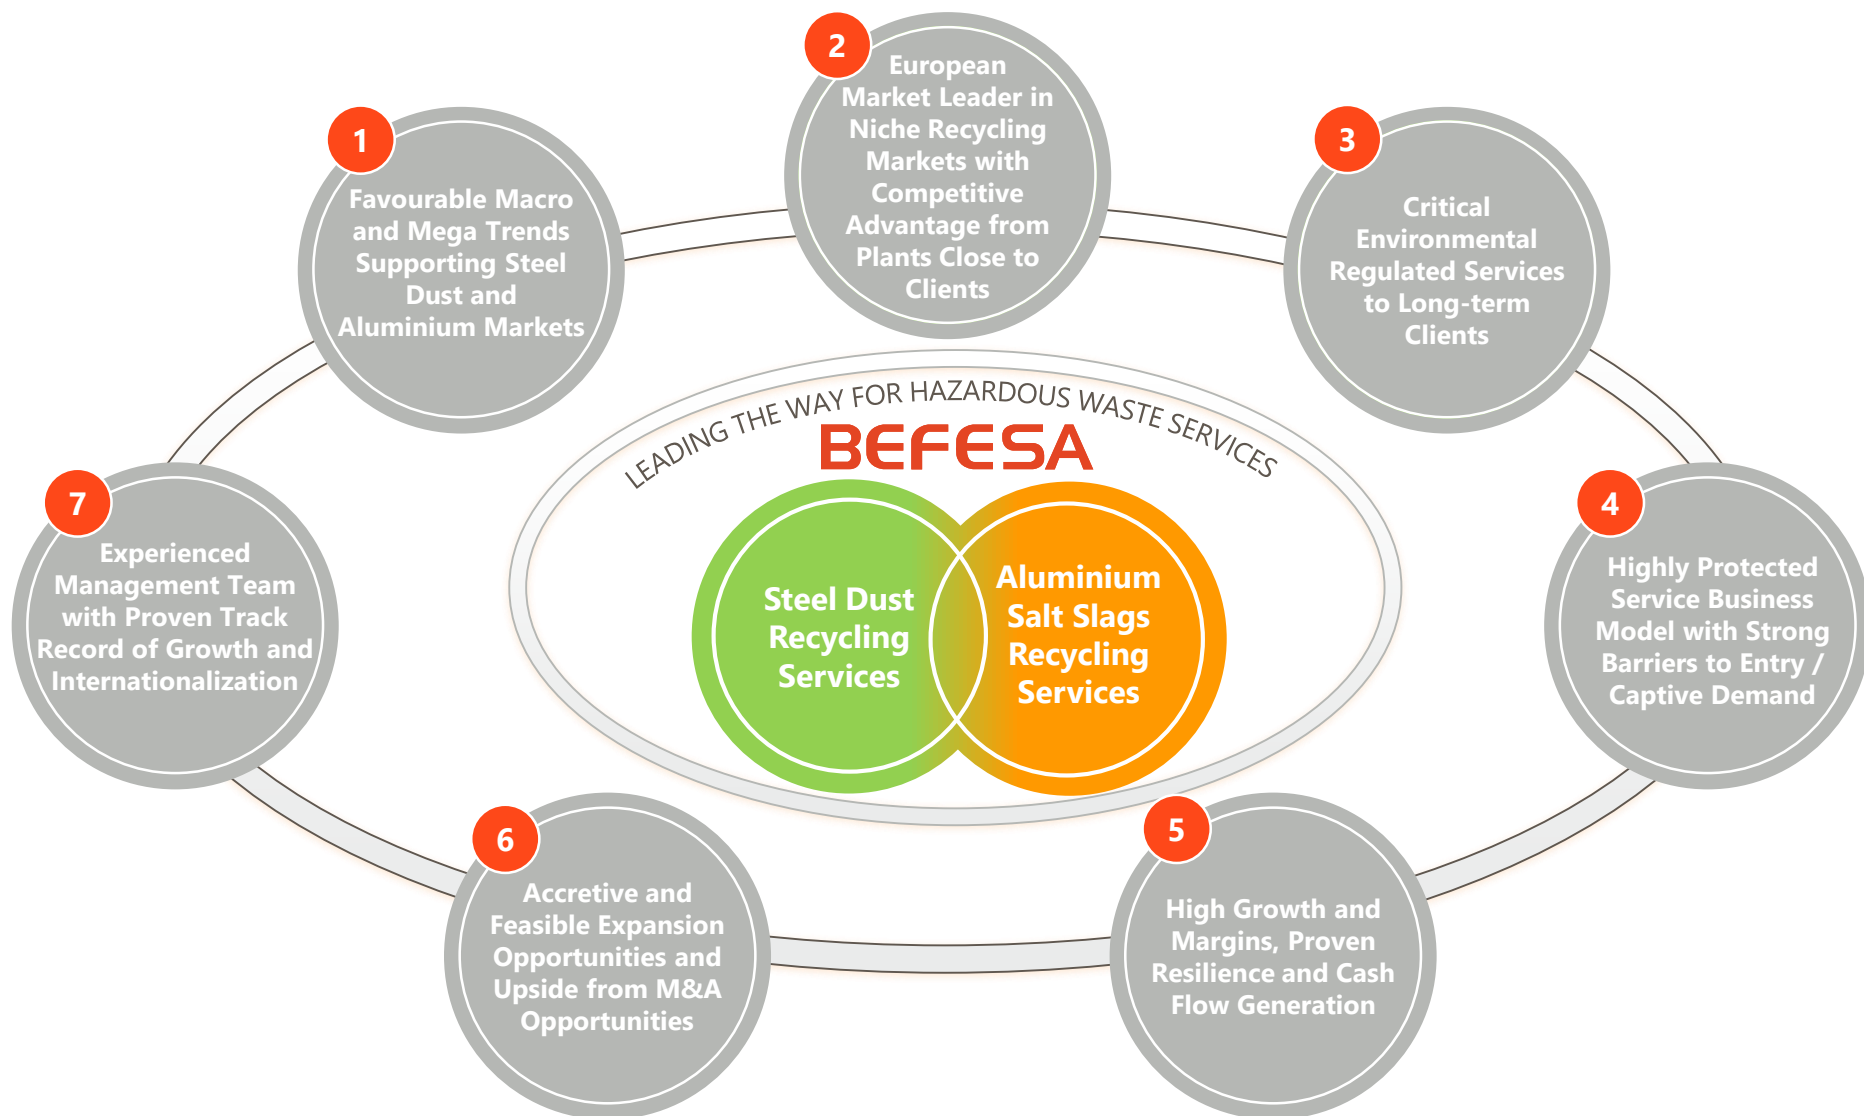 1
Favourable Macro
and Mega Trends
Supporting Steel
Dust and
Aluminium Markets
2
European
Market Leader in
Niche Recycling
Markets with
Competitive
Advantage from
Plants Close to
Clients
3
Critical
Environmental
Regulated Services
to Long-term
Clients
4
Highly Protected
Service Business
Model with Strong
Barriers to Entry /
Captive Demand
5
High Growth and
Margins, Proven
Resilience and Cash
Flow Generation
6
Accretive and
Feasible Expansion
Opportunities and
Upside from M&A
Opportunities
7
Experienced
Management Team
with Proven Track
Record of Growth and
Internationalization
LEADING THE WAY FOR HAZARDOUS WASTE SERVICES
BEFESA
Steel Dust
Recycling
Services
Aluminium
Salt Slags
Recycling
Services